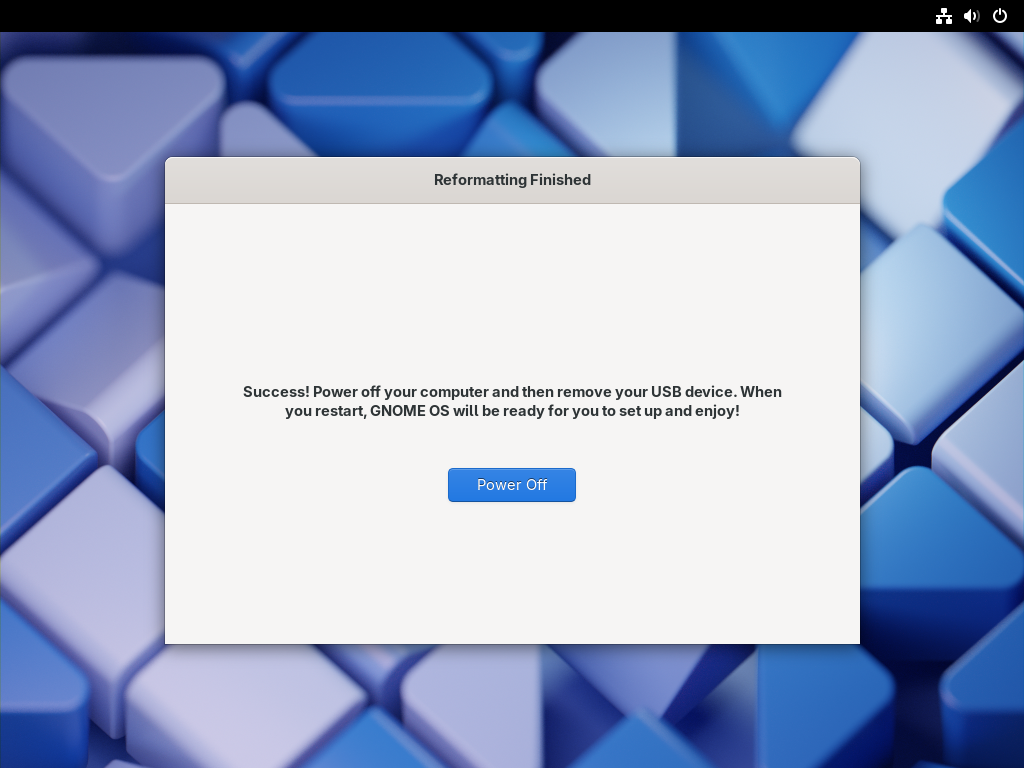 Reformatting Finished
Success! Power off your computer and then remove your USB device. When
you restart, GNOME OS will be ready for you to set up and enjoy!
Power Off